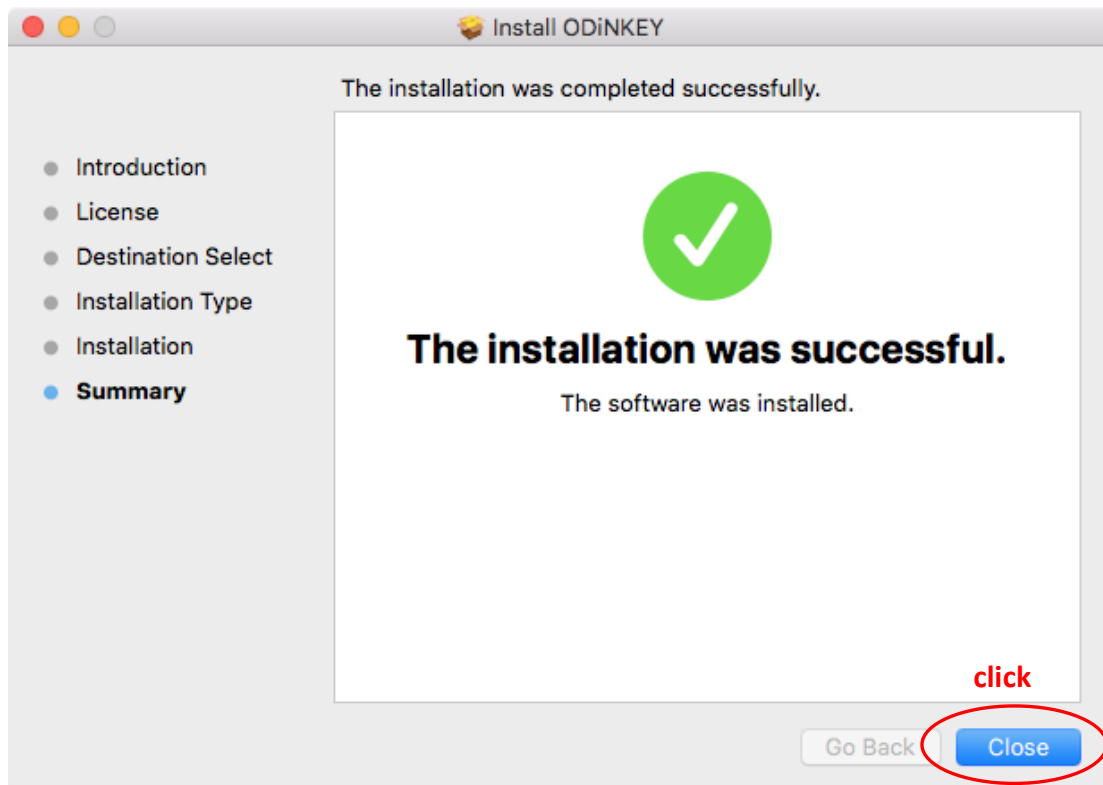 Install ODiNKEY
The installation was completed successfully.
Introduction
License
Destination Select
Installation Type
Installation
Summary
The installation was successful.
The software was installed.
click
Go Back
Close